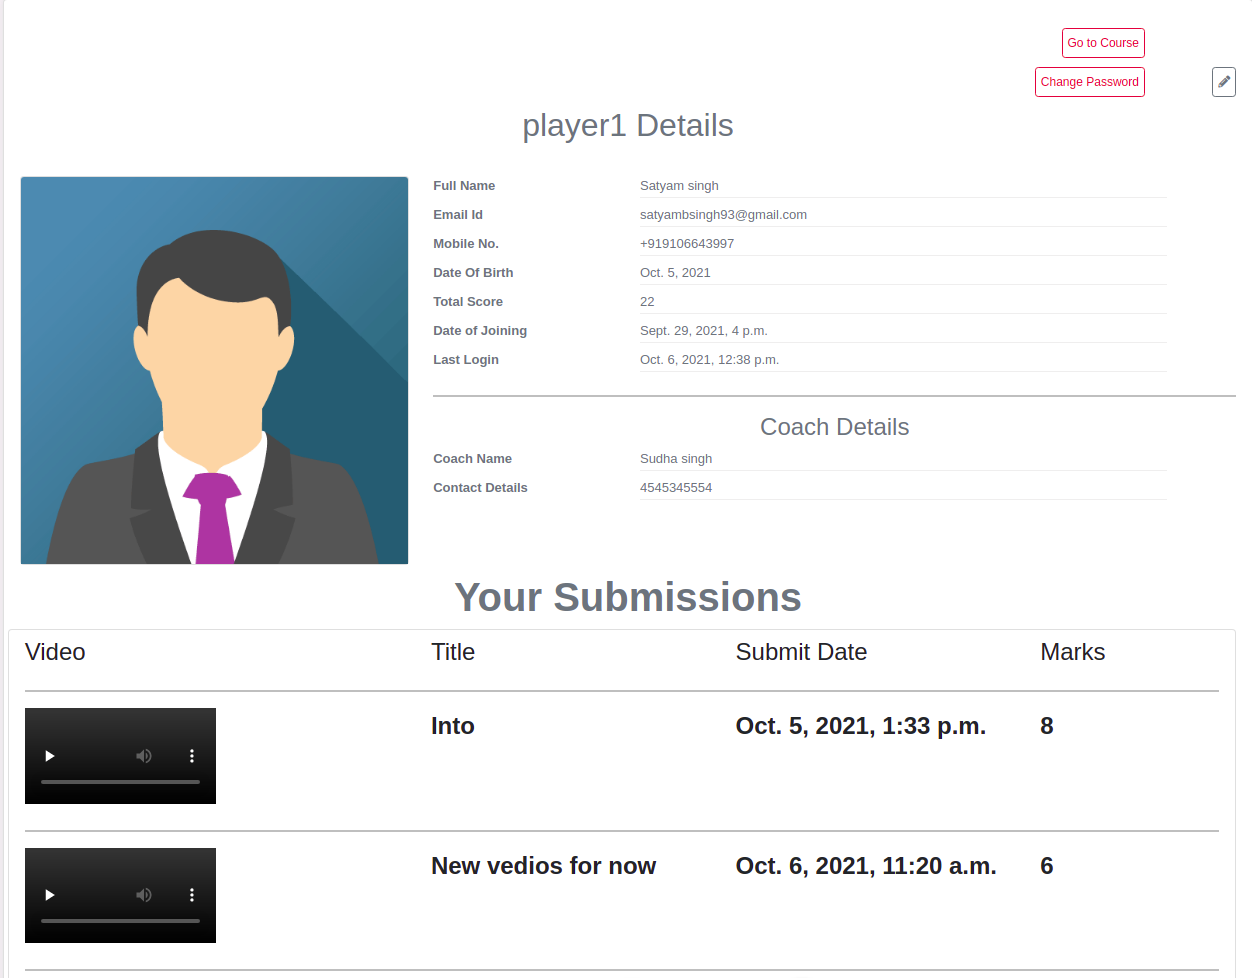 Go to Course
Change Password
player1 Details
Full Name Satyam singh
Email Id satyambsingh93@gmail.com
Mobile No. +919106643997
Date Of Birth Oct. 5, 2021
Total Score 22
Date of Joining Sept. 29, 2021, 4 p.m.
Last Login Oct. 6, 2021, 12:38 p.m.
Coach Details
Coach Name Sudha singh
Contact Details 4545345554
Your Submissions
Video Title Submit Date Marks
Into Oct. 5, 2021, 1:33 p.m. 8
New vedios for now Oct. 6, 2021, 11:20 a.m. 6